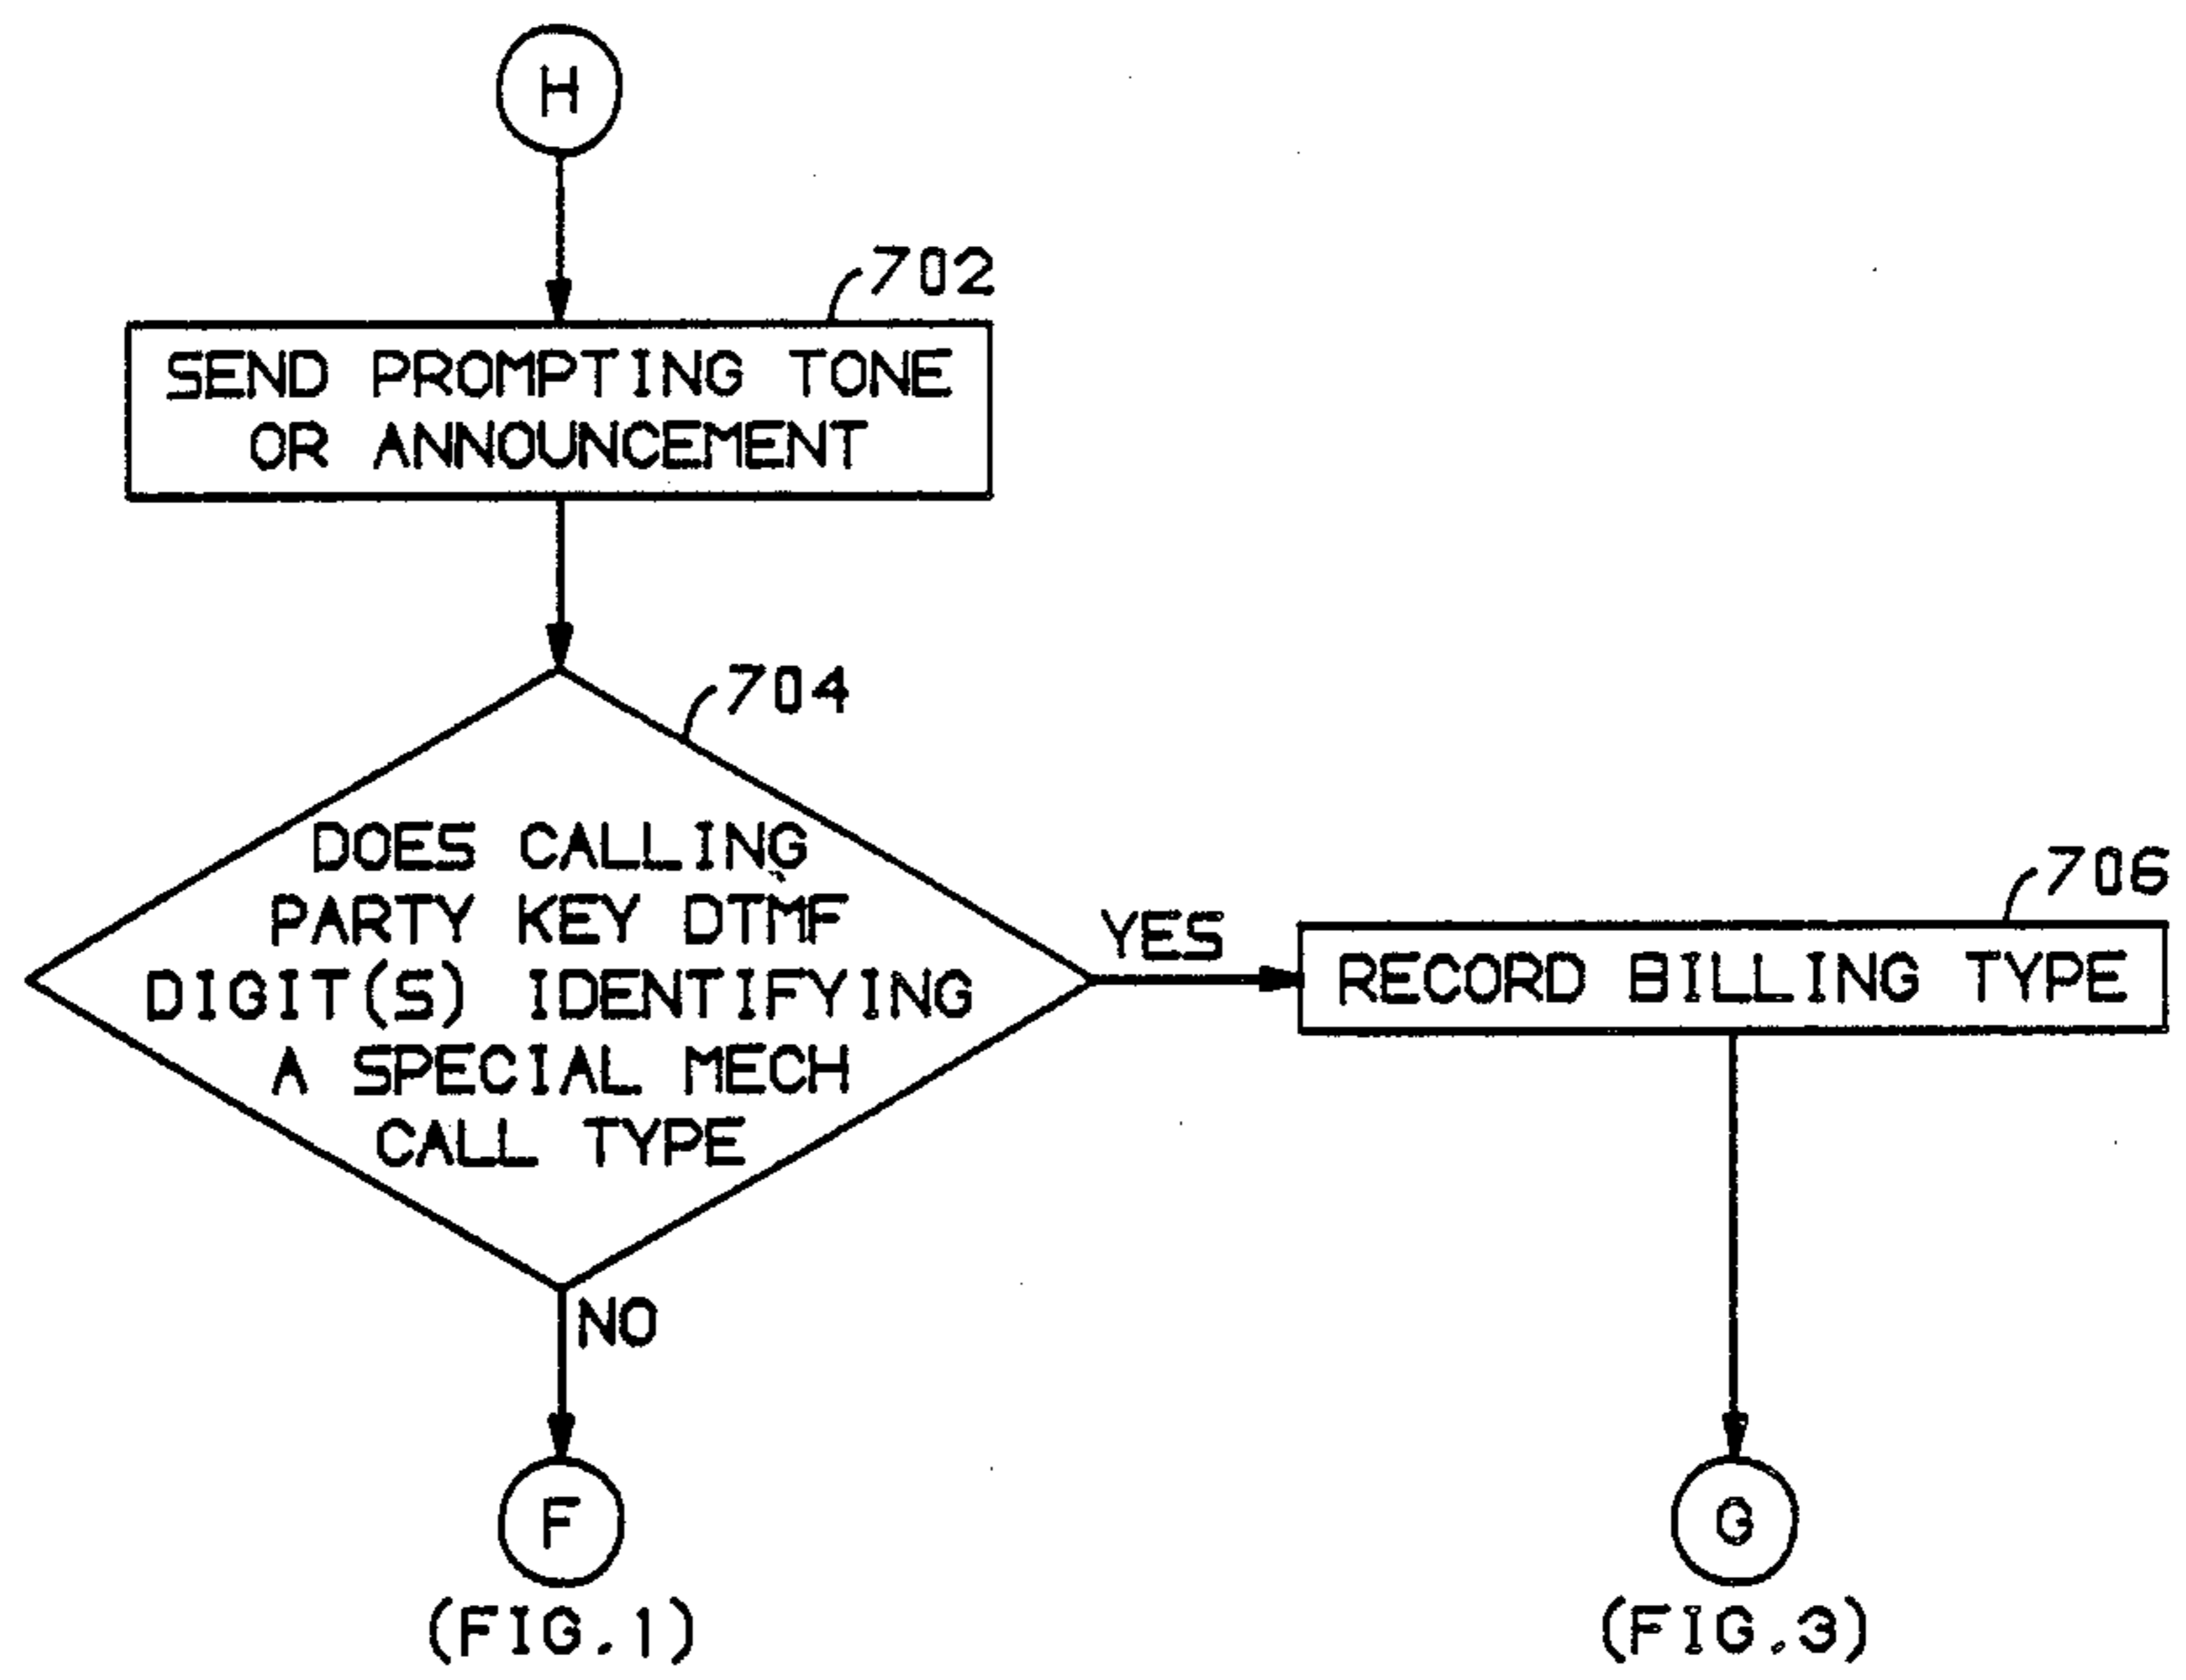 H
702
SEND PROMPTING TONE
OR ANNOUNCEMENT
704
DOES CALLING
PARTY KEY DTMF
DIGIT(S) IDENTIFYING
A SPECIAL MECH
CALL TYPE
YES
706
RECORD BILLING TYPE
NO
F
(FIG.1)
G
(FIG.3)